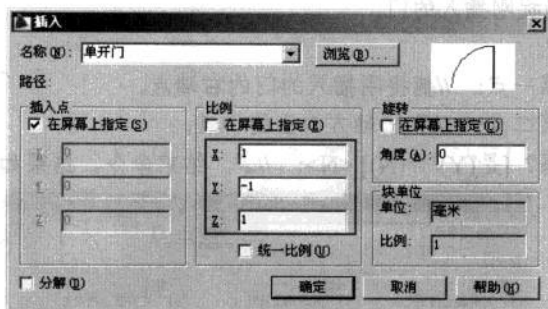 插入
名称(N): 单开门 浏览(B)...
路径:
插入点 比例 旋转
在屏幕上指定(S) 在屏幕上指定(E) 在屏幕上指定(C)
X: 0 X: 1 角度(A): 0
Y: 0 Y: -1 块单位
单位: 毫米
Z: 0 Z: 1
统一比例(U) 比例: 1
分解(D) 确定 取消 帮助(H)